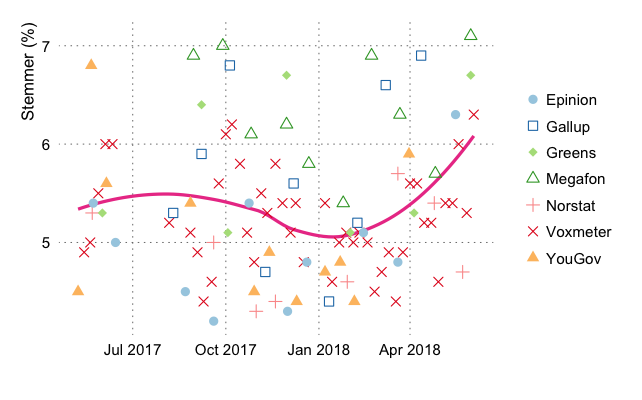 Stemmer (%)
7
6
5
Jul 2017
Oct 2017
Jan 2018
Apr 2018
Epinion
Gallup
Greens
Megafon
Norstat
Voxmeter
YouGov